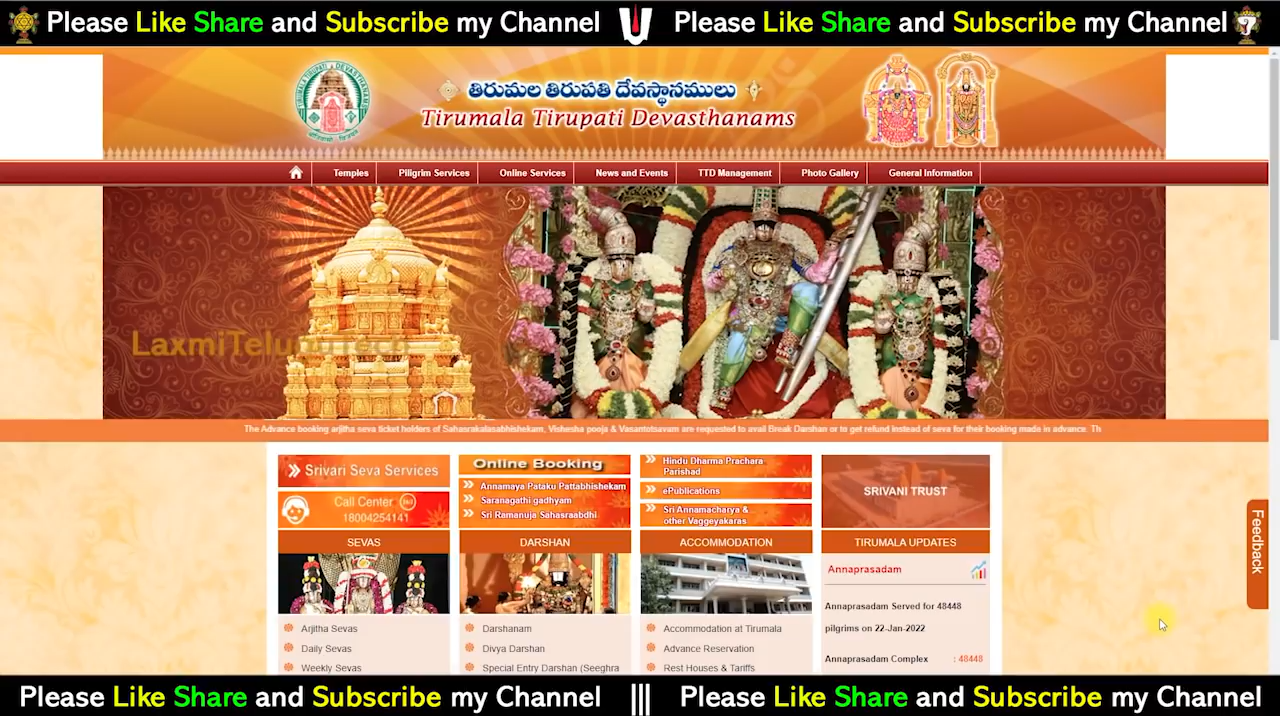 Please Like Share and Subscribe my Channel
Please Like Share and Subscribe my Channel
తిరుమల తిరుపతి దేవస్థానములు
Tirumala Tirupati Devasthanams
Temples
Piligrim Services
Online Services
News and Events
TTD Management
Photo Gallery
General Information
LaxmiTeluguTech
The Advance booking arjitha seva ticket holders of Sahasrakalasabhishekam, Vishesha pooja & Vasantotsavam are requested to avail Break Darshan or to get refund instead of seva for their booking made in advance. Th
Srivari Seva Services
Call Center
18004254141
SEVAS
Arjitha Sevas
Daily Sevas
Weekly Sevas
Online Booking
Annamaya Pataku Pattabhishekam
Saranagathi gadhyam
Sri Ramanuja Sahasraabdhi
DARSHAN
Darshanam
Divya Darshan
Special Entry Darshan (Seeghra
Hindu Dharma Prachara
Parishad
ePublications
Sri Annamacharya &
other Vaggeyakaras
ACCOMMODATION
Accommodation at Tirumala
Advance Reservation
Rest Houses & Tariffs
SRIVANI TRUST
TIRUMALA UPDATES
Annaprasadam
Annaprasadam Served for 48448
pilgrims on 22-Jan-2022
Annaprasadam Complex : 48448
Feedback
Please Like Share and Subscribe my Channel
Please Like Share and Subscribe my Channel